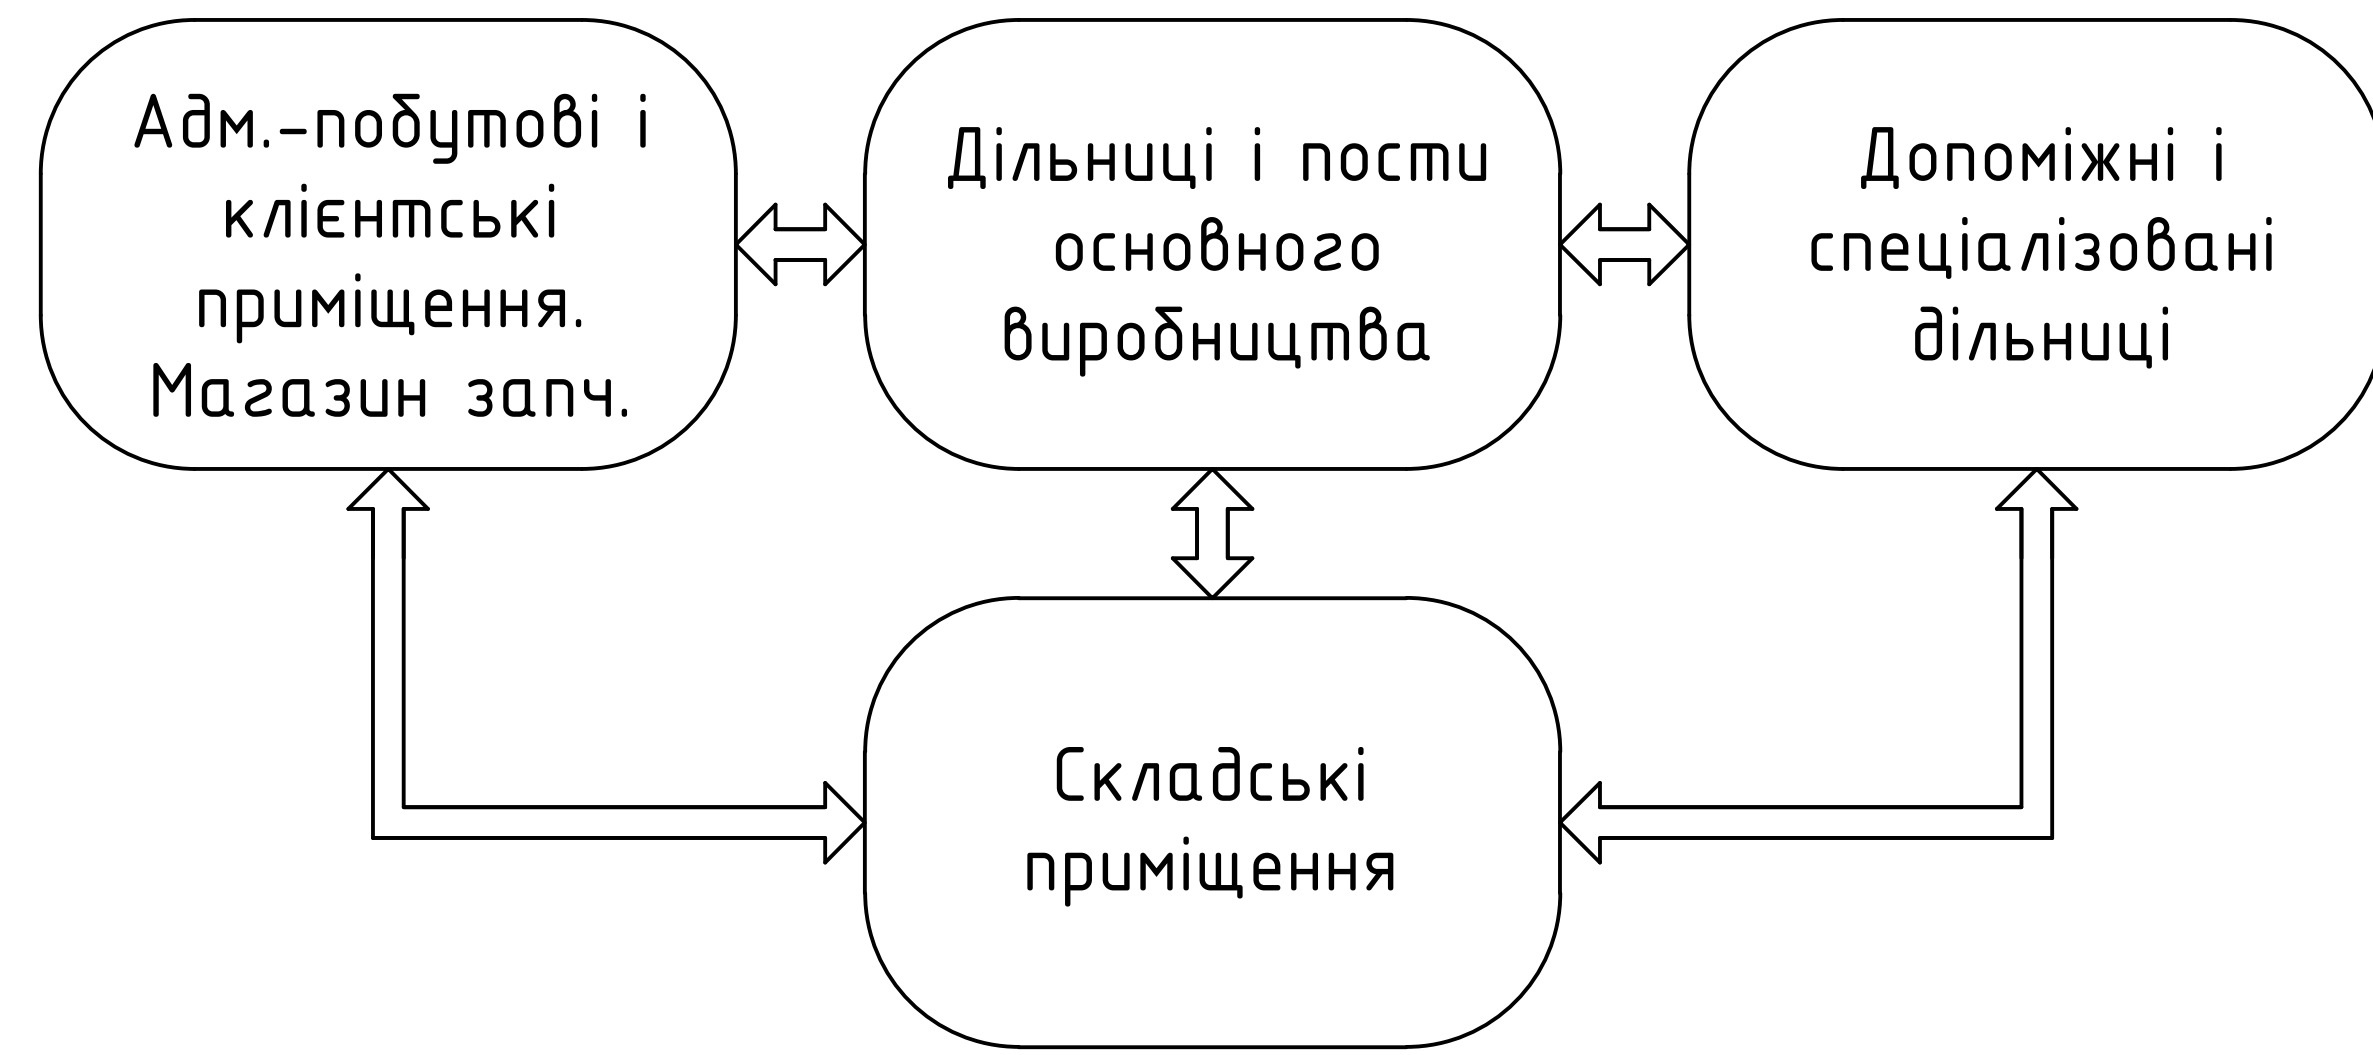 Адм.-побутові і
клієнтські
приміщення.
Магазин запч.
Дільниці і пости
основного
виробництва
Допоміжні і
спеціалізовані
дільниці
Складські
приміщення